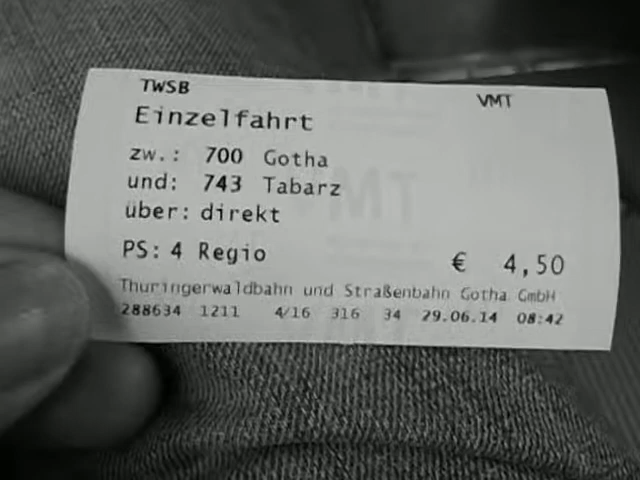 TWSB
VMT
Einzelfahrt
zw.: 700 Gotha
und: 743 Tabarz
über: direkt
PS: 4 Regio € 4,50
Thuringerwaldbahn und Straßenbahn Gotha GmbH
288634 1211 4/16 316 34 29.06.14 08:42